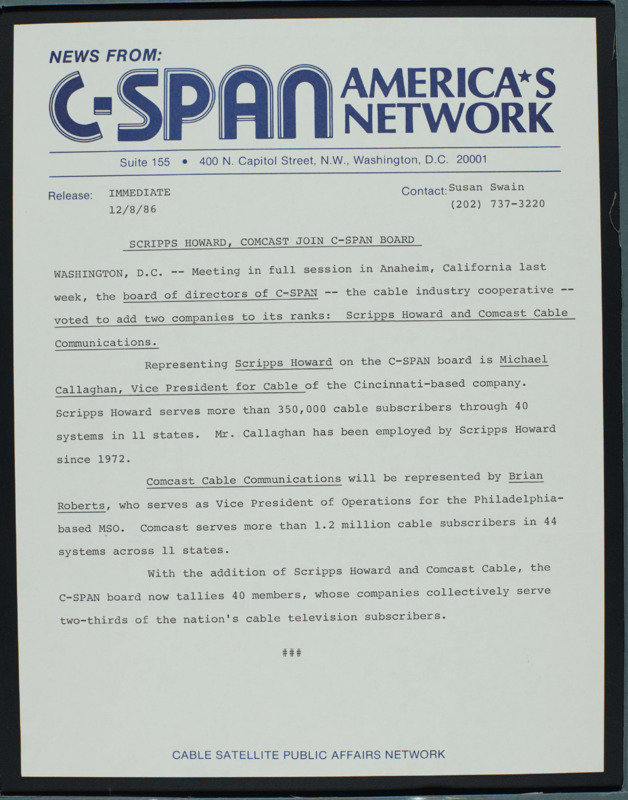 NEWS FROM:
C-SPAN AMERICA★S NETWORK
Suite 155 • 400 N. Capitol Street, N.W., Washington, D.C. 20001
Release: IMMEDIATE
12/8/86
Contact: Susan Swain
(202) 737-3220
SCRIPPS HOWARD, COMCAST JOIN C-SPAN BOARD
WASHINGTON, D.C. -- Meeting in full session in Anaheim, California last
week, the board of directors of C-SPAN -- the cable industry cooperative --
voted to add two companies to its ranks: Scripps Howard and Comcast Cable
Communications.
Representing Scripps Howard on the C-SPAN board is Michael
Callaghan, Vice President for Cable of the Cincinnati-based company.
Scripps Howard serves more than 350,000 cable subscribers through 40
systems in 11 states. Mr. Callaghan has been employed by Scripps Howard
since 1972.
Comcast Cable Communications will be represented by Brian
Roberts, who serves as Vice President of Operations for the Philadelphia-
based MSO. Comcast serves more than 1.2 million cable subscribers in 44
systems across 11 states.
With the addition of Scripps Howard and Comcast Cable, the
C-SPAN board now tallies 40 members, whose companies collectively serve
two-thirds of the nation's cable television subscribers.
###
CABLE SATELLITE PUBLIC AFFAIRS NETWORK